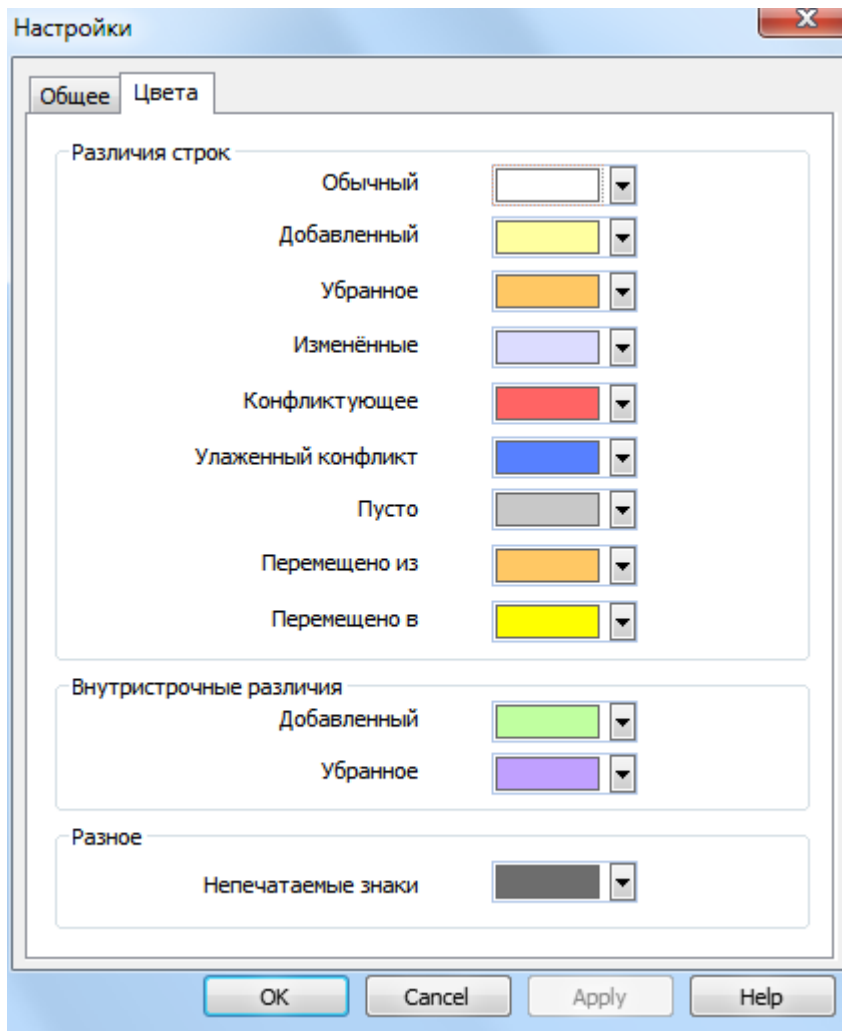 Настройки
Общее Цвета
Различия строк
Обычный
Добавленный
Убранное
Изменённые
Конфликтующее
Улаженный конфликт
Пусто
Перемещено из
Перемещено в
Внутристрочные различия
Добавленный
Убранное
Разное
Непечатаемые знаки
OK Cancel Apply Help